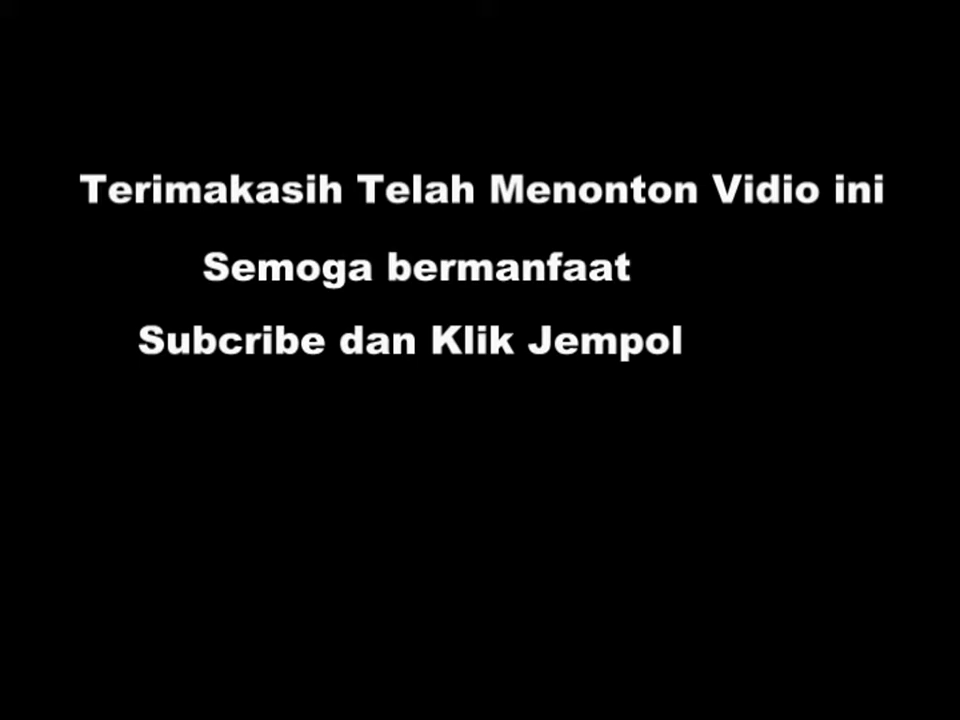 Terimakasih Telah Menonton Vidio ini
Semoga bermanfaat
Subcribe dan Klik Jempol